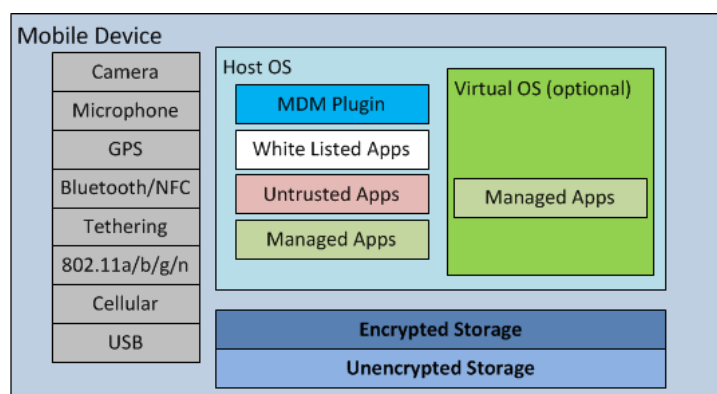 Mobile Device
Camera
Microphone
GPS
Bluetooth/NFC
Tethering
802.11a/b/g/n
Cellular
USB
Host OS
MDM Plugin
White Listed Apps
Untrusted Apps
Managed Apps
Virtual OS (optional)
Managed Apps
Encrypted Storage
Unencrypted Storage